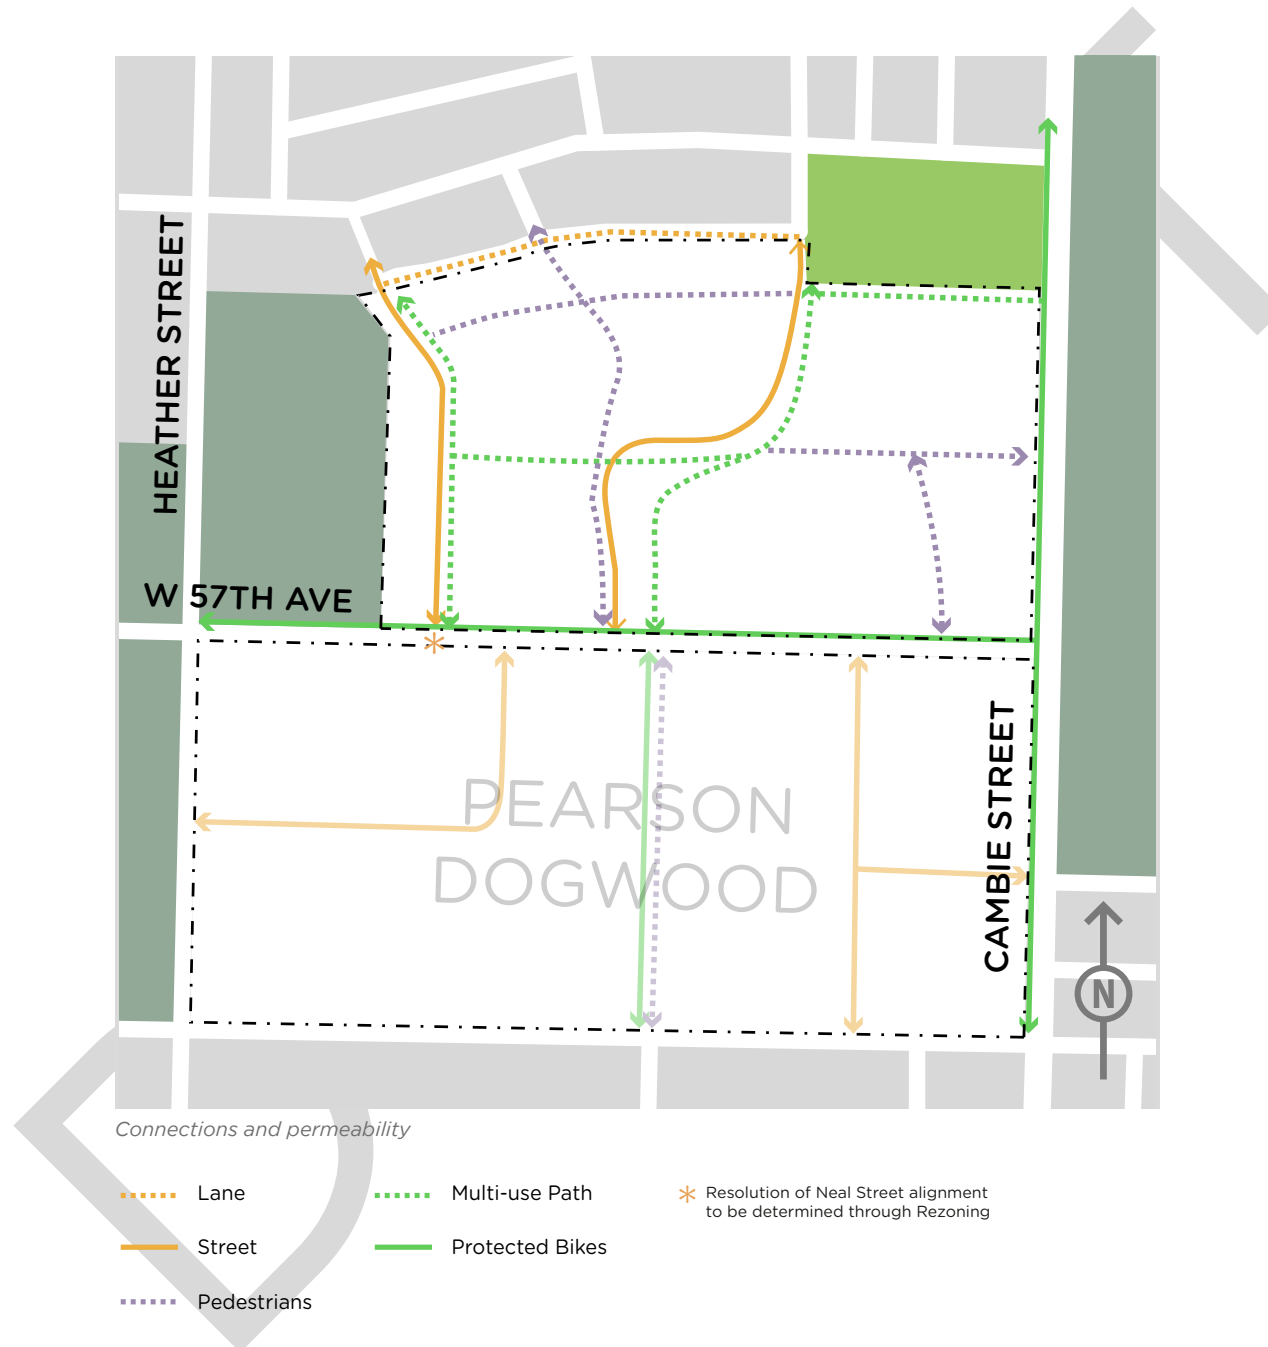 HEATHER STREET
W 57TH AVE
PEARSON
DOGWOOD
CAMBIE STREET
N
Connections and permeability
Lane
Multi-use Path
* Resolution of Neal Street alignment
to be determined through Rezoning
Street
Protected Bikes
Pedestrians